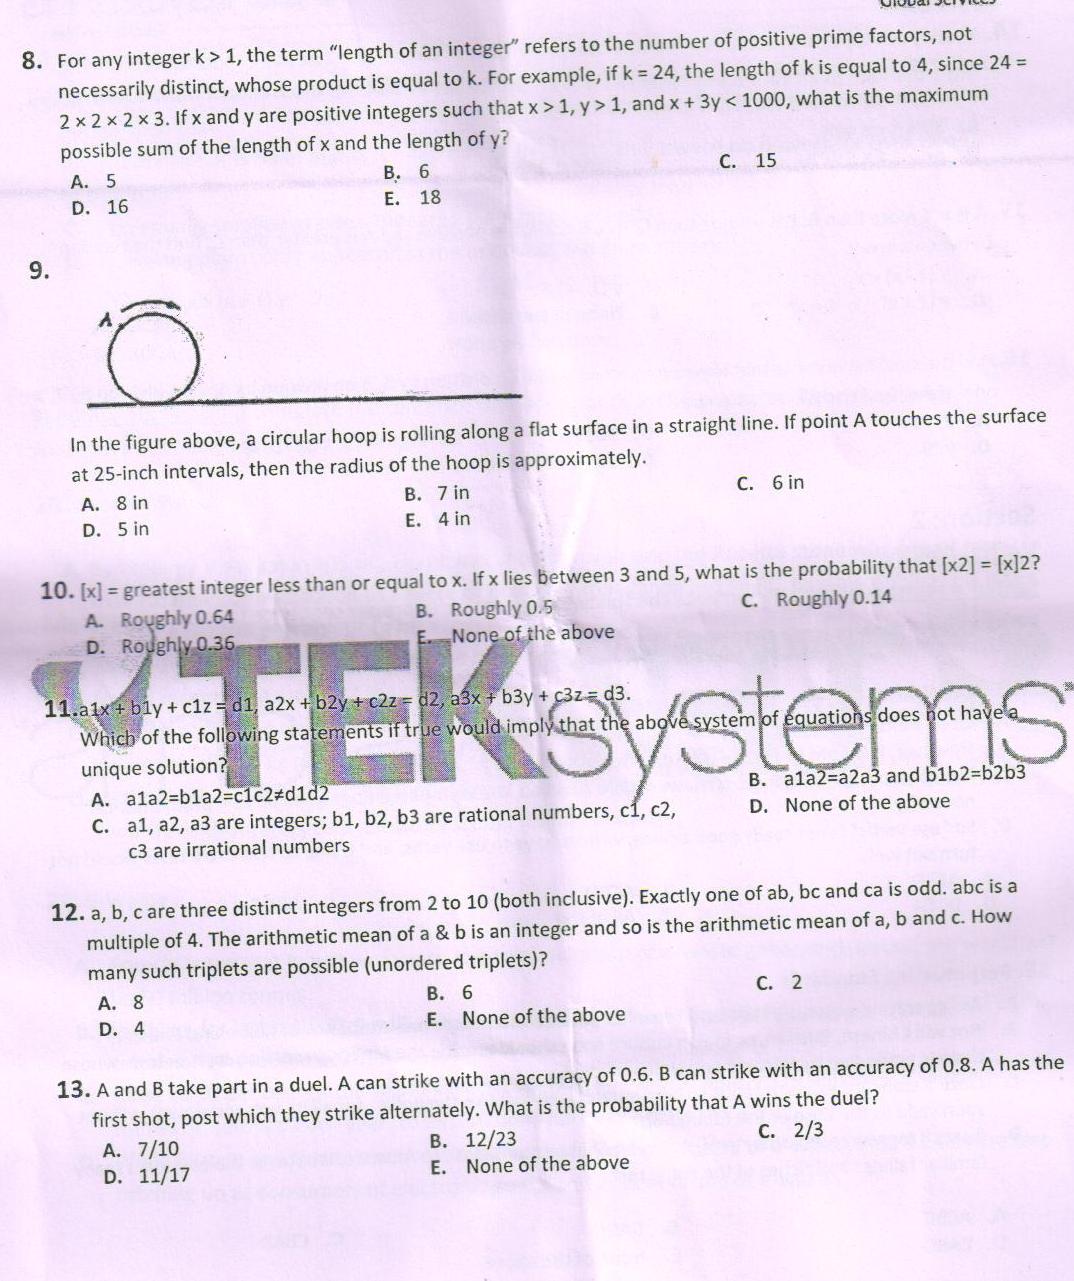 Global Services
8. For any integer k > 1, the term “length of an integer” refers to the number of positive prime factors, not
necessarily distinct, whose product is equal to k. For example, if k = 24, the length of k is equal to 4, since 24 =
2 × 2 × 2 × 3. If x and y are positive integers such that x > 1, y > 1, and x + 3y < 1000, what is the maximum
possible sum of the length of x and the length of y?
A. 5 B. 6 C. 15
D. 16 E. 18
9.
A
In the figure above, a circular hoop is rolling along a flat surface in a straight line. If point A touches the surface
at 25-inch intervals, then the radius of the hoop is approximately.
A. 8 in B. 7 in C. 6 in
D. 5 in E. 4 in
10. [x] = greatest integer less than or equal to x. If x lies between 3 and 5, what is the probability that [x2] = [x]2?
A. Roughly 0.64 B. Roughly 0.5 C. Roughly 0.14
D. Roughly 0.36 E. None of the above
TEKsystems
11.a1x + b1y + c1z = d1, a2x + b2y + c2z = d2, a3x + b3y + c3z = d3.
Which of the following statements if true would imply that the above system of equations does not have a
unique solution?
A. a1a2=b1a2=c1c2≠d1d2 B. a1a2=a2a3 and b1b2=b2b3
C. a1, a2, a3 are integers; b1, b2, b3 are rational numbers, c1, c2, D. None of the above
c3 are irrational numbers
12. a, b, c are three distinct integers from 2 to 10 (both inclusive). Exactly one of ab, bc and ca is odd. abc is a
multiple of 4. The arithmetic mean of a & b is an integer and so is the arithmetic mean of a, b and c. How
many such triplets are possible (unordered triplets)?
A. 8 B. 6 C. 2
D. 4 E. None of the above
13. A and B take part in a duel. A can strike with an accuracy of 0.6. B can strike with an accuracy of 0.8. A has the
first shot, post which they strike alternately. What is the probability that A wins the duel?
A. 7/10 B. 12/23 C. 2/3
D. 11/17 E. None of the above